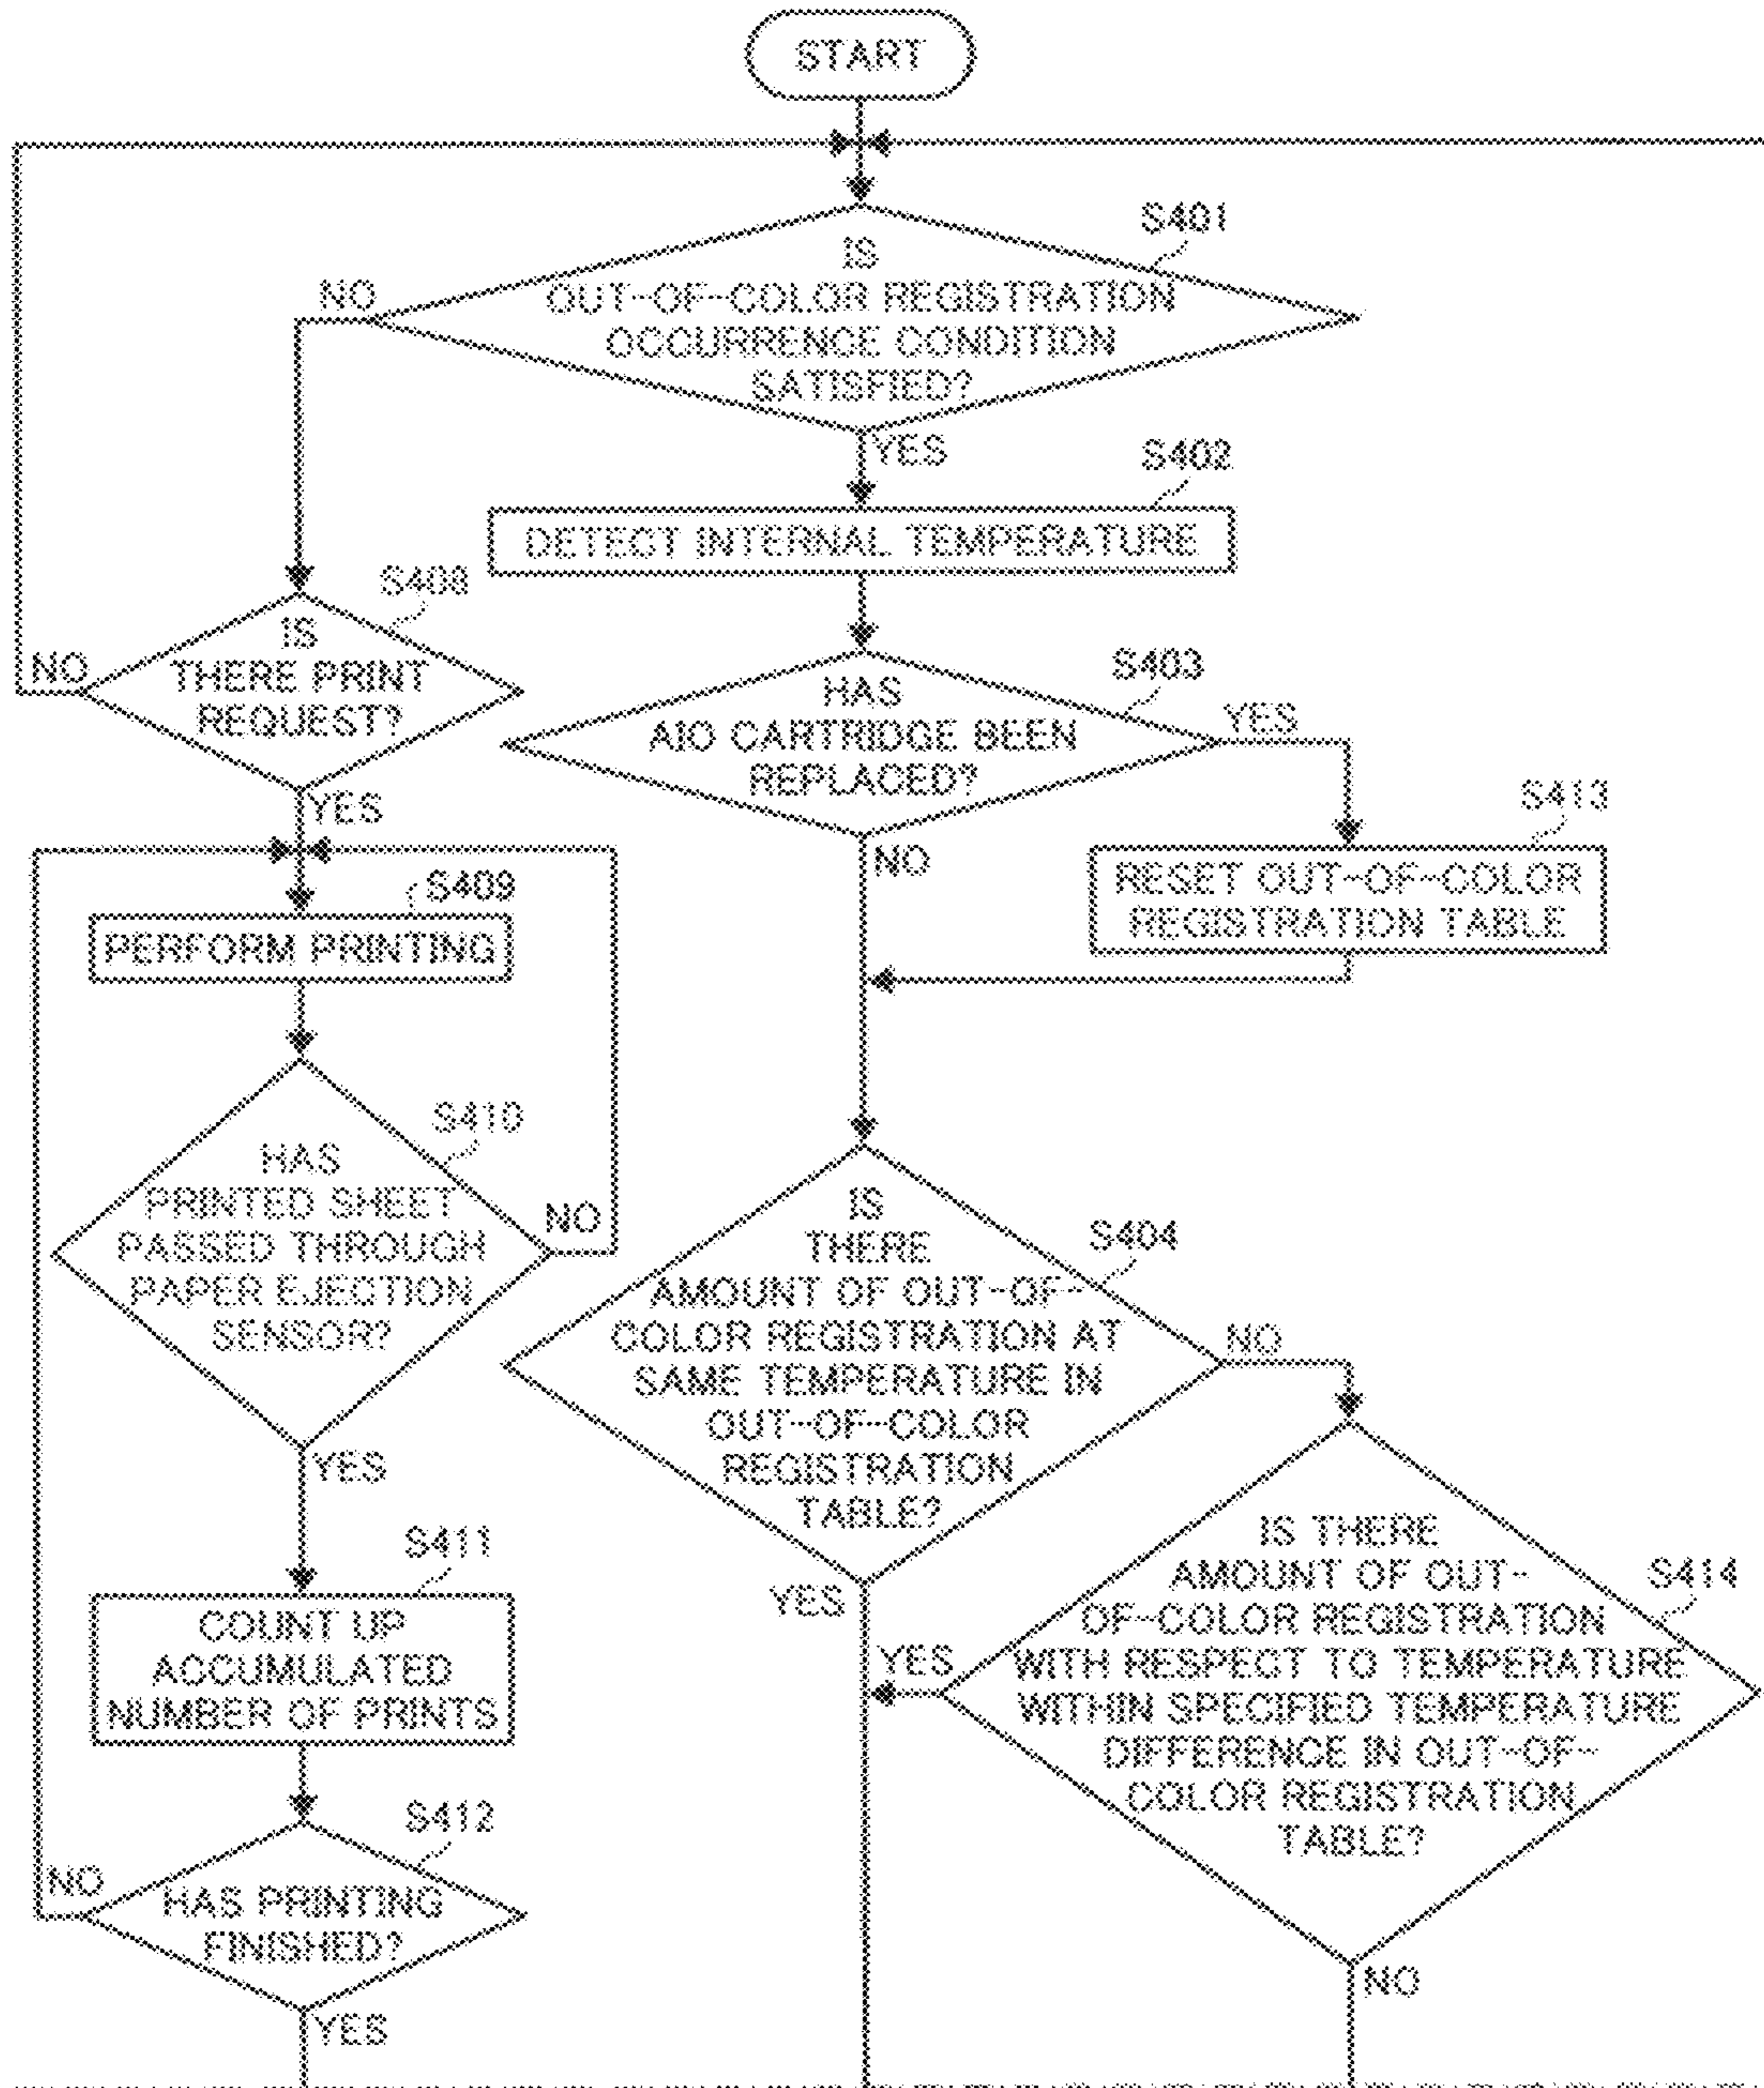 START
S401
IS
OUT-OF-COLOR REGISTRATION
OCCURRENCE CONDITION
SATISFIED?
NO
YES
S402
DETECT INTERNAL TEMPERATURE
S408
IS
THERE PRINT
REQUEST?
NO
YES
S403
HAS
AIO CARTRIDGE BEEN
REPLACED?
YES
NO
S413
RESET OUT-OF-COLOR
REGISTRATION TABLE
S409
PERFORM PRINTING
S410
HAS
PRINTED SHEET
PASSED THROUGH
PAPER EJECTION
SENSOR?
NO
YES
S404
IS
THERE
AMOUNT OF OUT-OF-
COLOR REGISTRATION AT
SAME TEMPERATURE IN
OUT-OF-COLOR
REGISTRATION
TABLE?
NO
YES
S411
COUNT UP
ACCUMULATED
NUMBER OF PRINTS
S414
IS THERE
AMOUNT OF OUT-
OF-COLOR REGISTRATION
WITH RESPECT TO TEMPERATURE
WITHIN SPECIFIED TEMPERATURE
DIFFERENCE IN OUT-OF-
COLOR REGISTRATION
TABLE?
YES
NO
S412
HAS PRINTING
FINISHED?
NO
YES